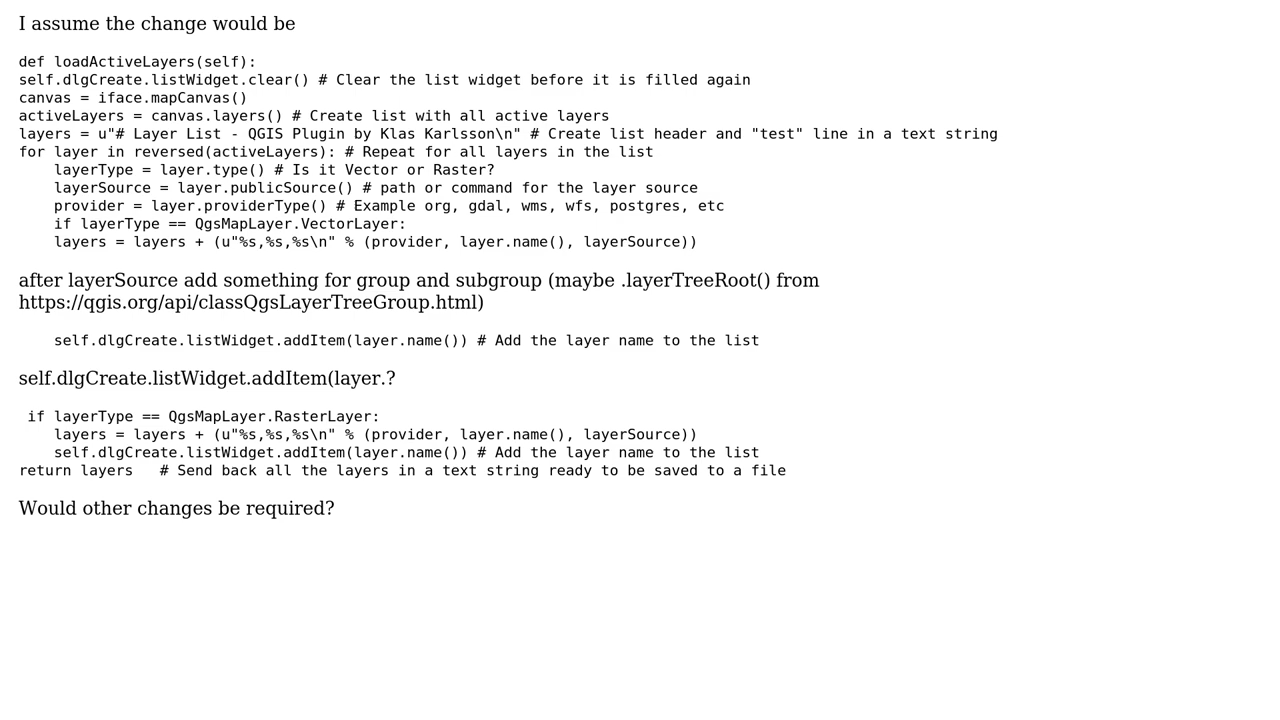 I assume the change would be
def loadActiveLayers(self):
self.dlgCreate.listWidget.clear() # Clear the list widget before it is filled again
canvas = iface.mapCanvas()
activeLayers = canvas.layers() # Create list with all active layers
layers = u"# Layer List - QGIS Plugin by Klas Karlsson\n" # Create list header and "test" line in a text string
for layer in reversed(activeLayers): # Repeat for all layers in the list
    layerType = layer.type() # Is it Vector or Raster?
    layerSource = layer.publicSource() # path or command for the layer source
    provider = layer.providerType() # Example org, gdal, wms, wfs, postgres, etc
    if layerType == QgsMapLayer.VectorLayer:
    layers = layers + (u"%s,%s,%s\n" % (provider, layer.name(), layerSource))
after layerSource add something for group and subgroup (maybe .layerTreeRoot() from
https://qgis.org/api/classQgsLayerTreeGroup.html)
    self.dlgCreate.listWidget.addItem(layer.name()) # Add the layer name to the list
self.dlgCreate.listWidget.addItem(layer.?
 if layerType == QgsMapLayer.RasterLayer:
    layers = layers + (u"%s,%s,%s\n" % (provider, layer.name(), layerSource))
    self.dlgCreate.listWidget.addItem(layer.name()) # Add the layer name to the list
return layers   # Send back all the layers in a text string ready to be saved to a file
Would other changes be required?